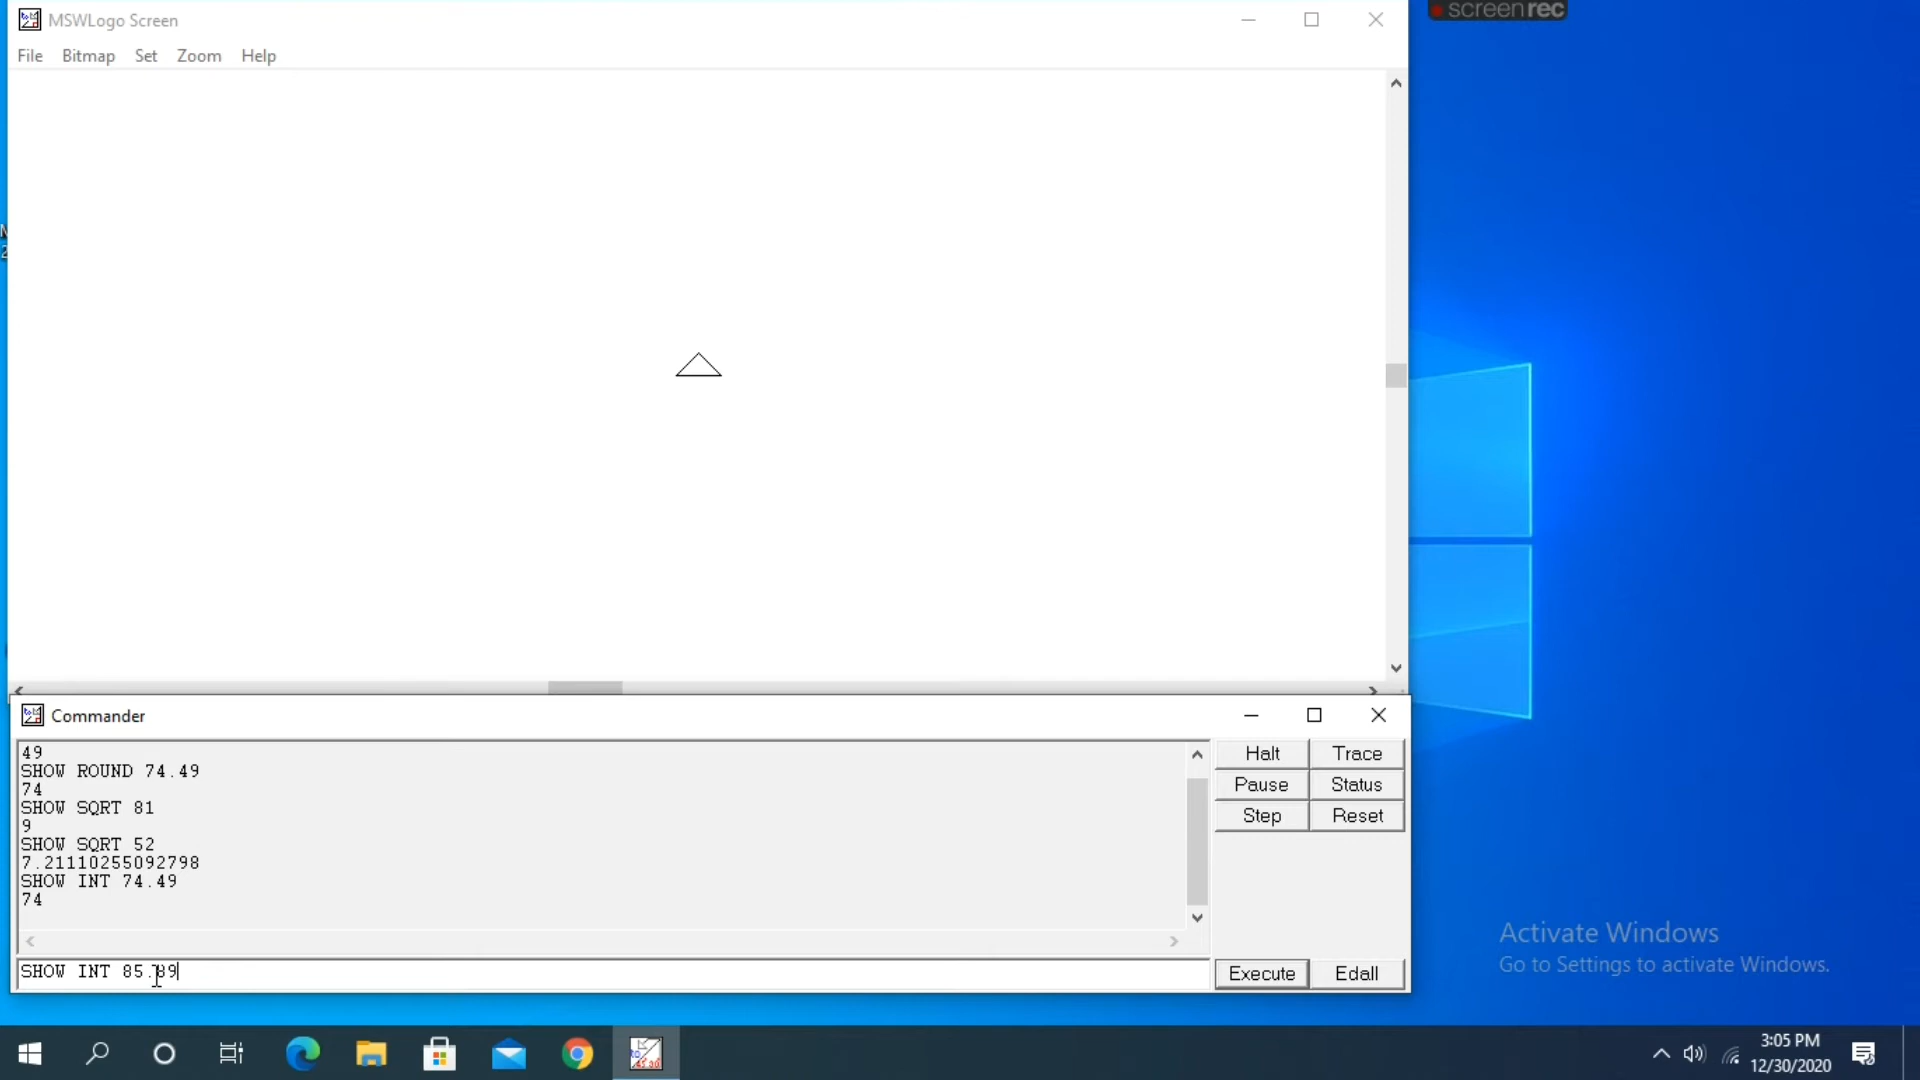 MSWLogo Screen
screenrec
File Bitmap Set Zoom Help
Commander
49
SHOW ROUND 74.49
74
SHOW SQRT 81
9
SHOW SQRT 52
7.21110255092798
SHOW INT 74.49
74
Halt Trace
Pause Status
Step Reset
SHOW INT 85.89
Execute Edall
Activate Windows
Go to Settings to activate Windows.
3:05 PM
12/30/2020